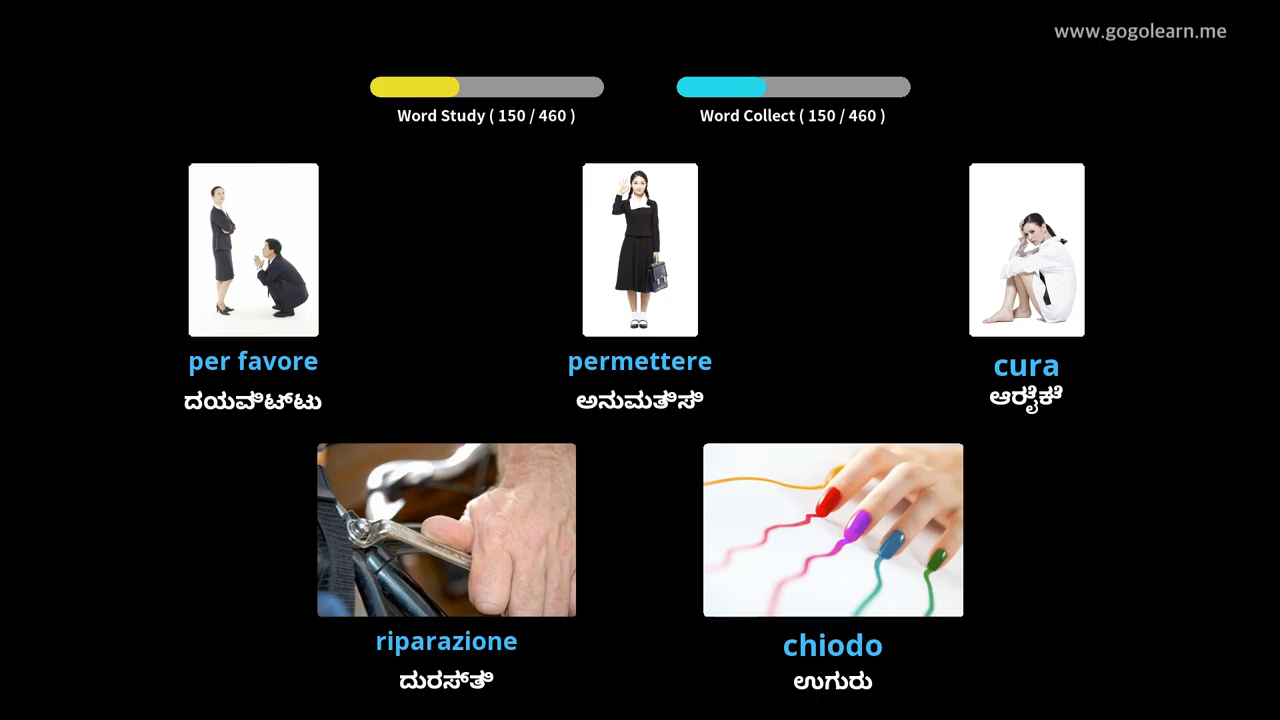 www.gogolearn.me
Word Study ( 150 / 460 )
Word Collect ( 150 / 460 )
per favore
permettere
cura
ದಯವಿಟ್ಟು
ಅನುಮತಿಸಿ
ಆರೈಕೆ
riparazione
chiodo
ದುರಸ್ತಿ
ಉಗುರು